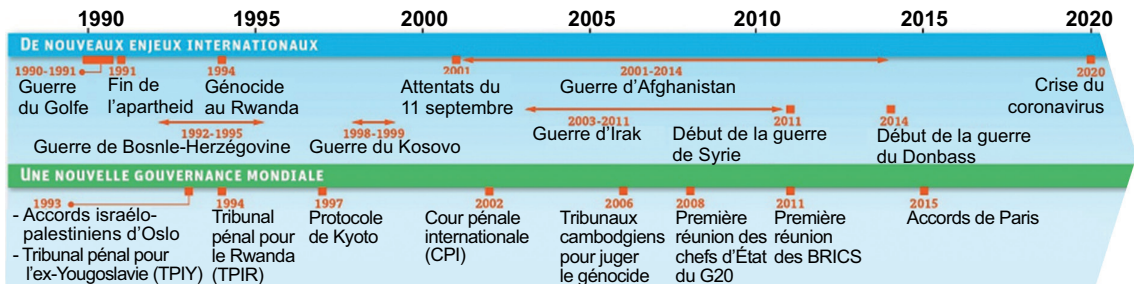 1990 1995 2000 2005 2010 2015 2020
DE NOUVEAUX ENJEUX INTERNATIONAUX
1990-1991
Guerre
du Golfe
1991
Fin de
l'apartheid
1994
Génocide
au Rwanda
2001
Attentats du
11 septembre
2001-2014
Guerre d'Afghanistan
2020
Crise du
coronavirus
1992-1995
Guerre de Bosnle-Herzégovine
1998-1999
Guerre du Kosovo
2003-2011
Guerre d'Irak
2011
Début de la guerre
de Syrie
2014
Début de la guerre
du Donbass
UNE NOUVELLE GOUVERNANCE MONDIALE
1993
- Accords israélo-
palestiniens d'Oslo
- Tribunal pénal pour
l'ex-Yougoslavie (TPIY)
1994
Tribunal
pénal pour
le Rwanda
(TPIR)
1997
Protocole
de Kyoto
2002
Cour pénale
internationale
(CPI)
2006
Tribunaux
cambodgiens
pour juger
le génocide
2008
Première
réunion des
chefs d'État
du G20
2011
Première
réunion
des BRICS
2015
Accords de Paris